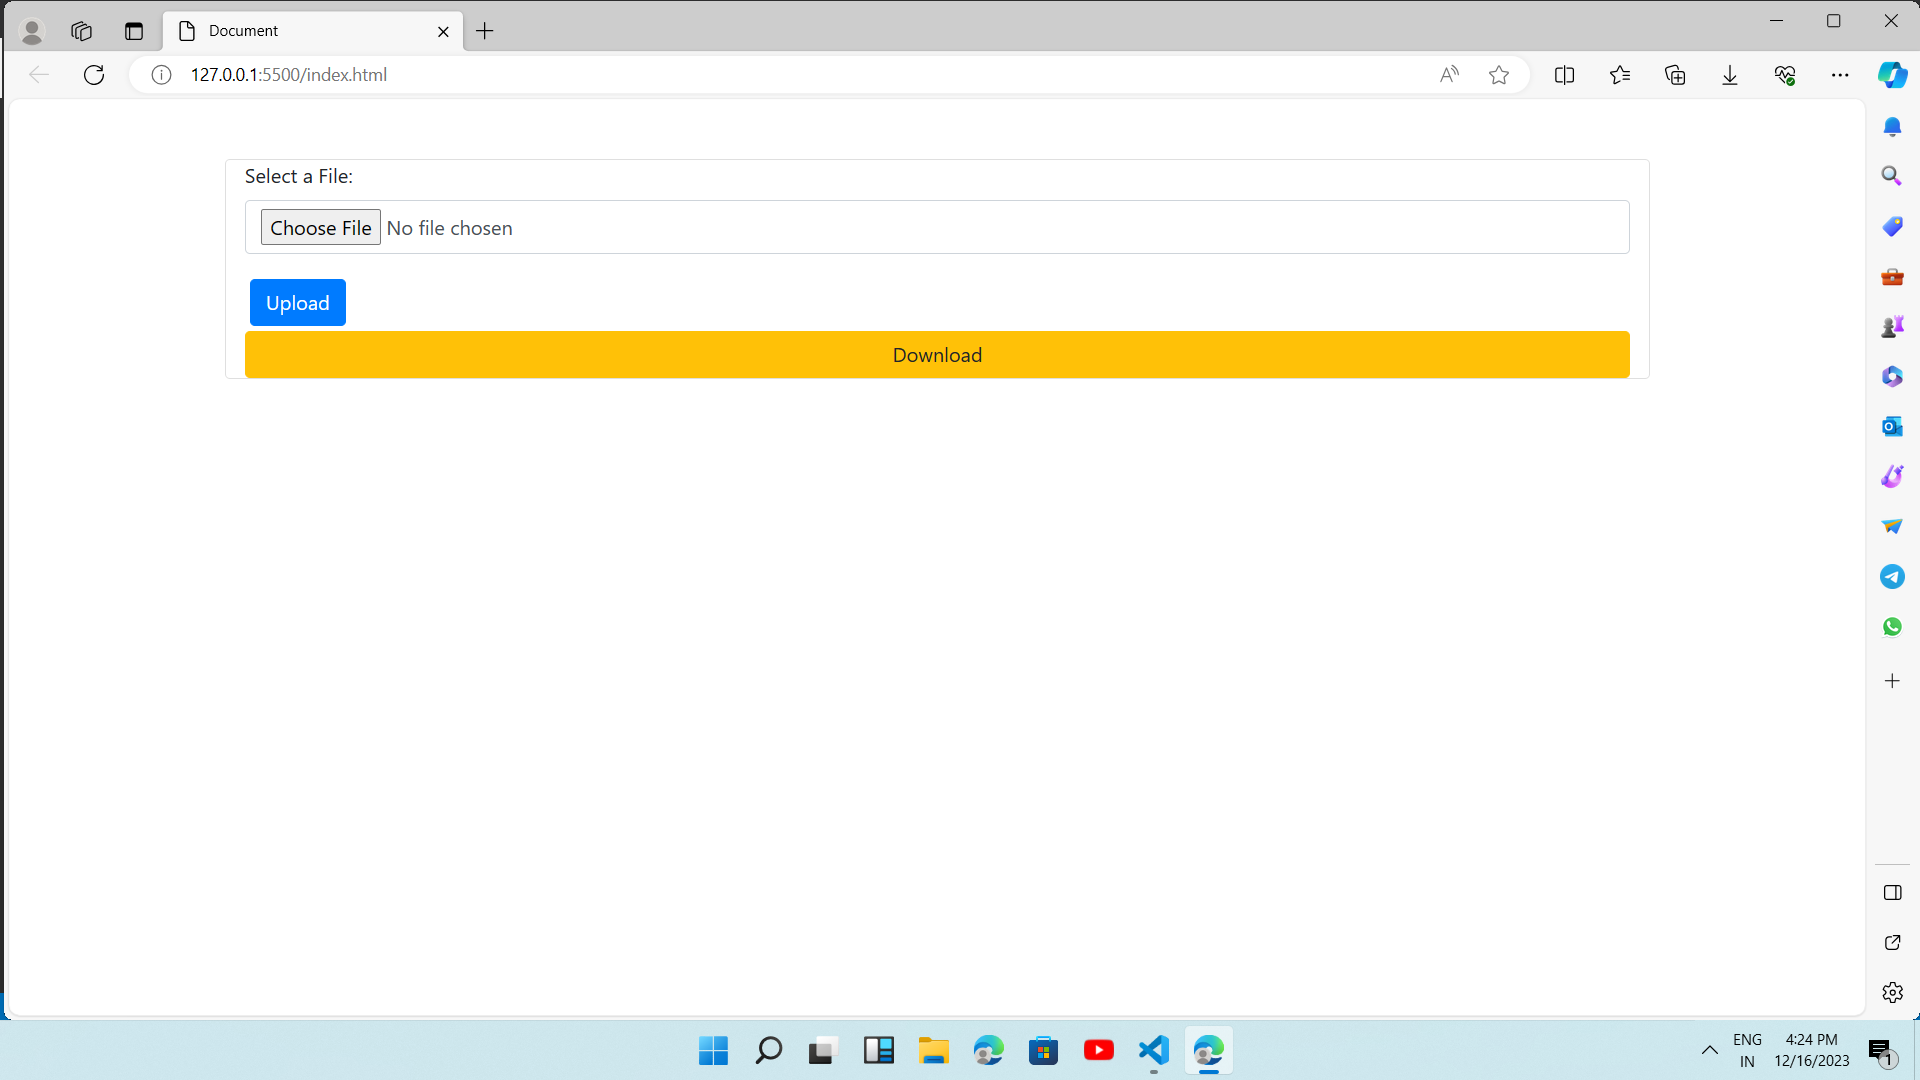 Document
127.0.0.1:5500/index.html
Select a File:
Choose File No file chosen
Upload
Download
ENG
IN
4:24 PM
12/16/2023
1